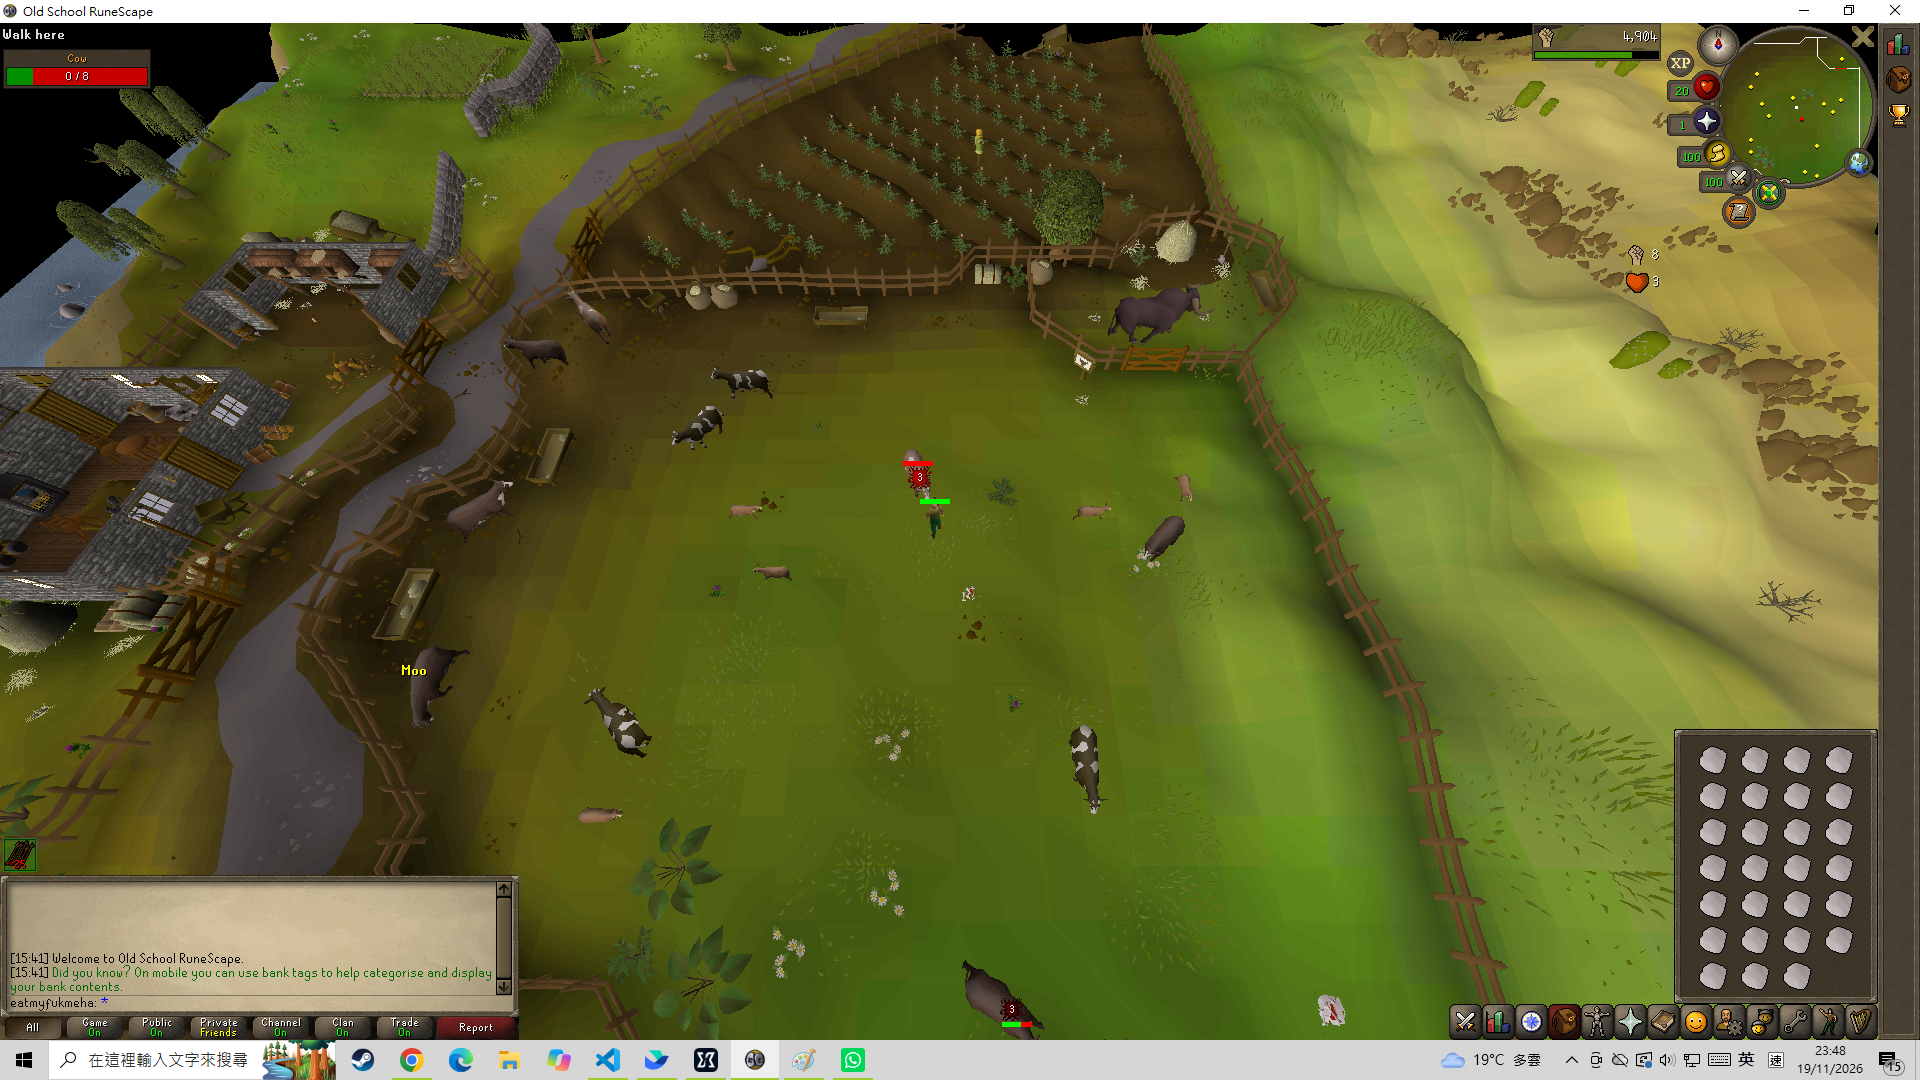 Old School RuneScape
Walk here
Cow
0 / 8
4,904
N
XP
20
1
100
100
8
3
3
Moo
3
25
[15:41] Welcome to Old School RuneScape.
[15:41] Did you know? On mobile you can use bank tags to help categorise and display
your bank contents.
eatmyfukmeha: *
All
Game
On
Public
On
Private
Friends
Channel
On
Clan
On
Trade
On
Report
在這裡輸入文字來搜尋
19°C 多雲
英
速
23:48
19/11/2026
15